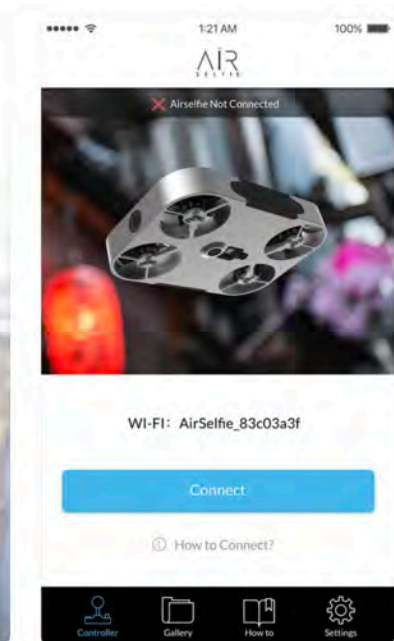 1:21 AM
100%
AIR
SELFIE
Airselfie Not Connected
WI-FI: AirSelfie_83c03a3f
Connect
How to Connect?
Controller
Gallery
How to
Settings